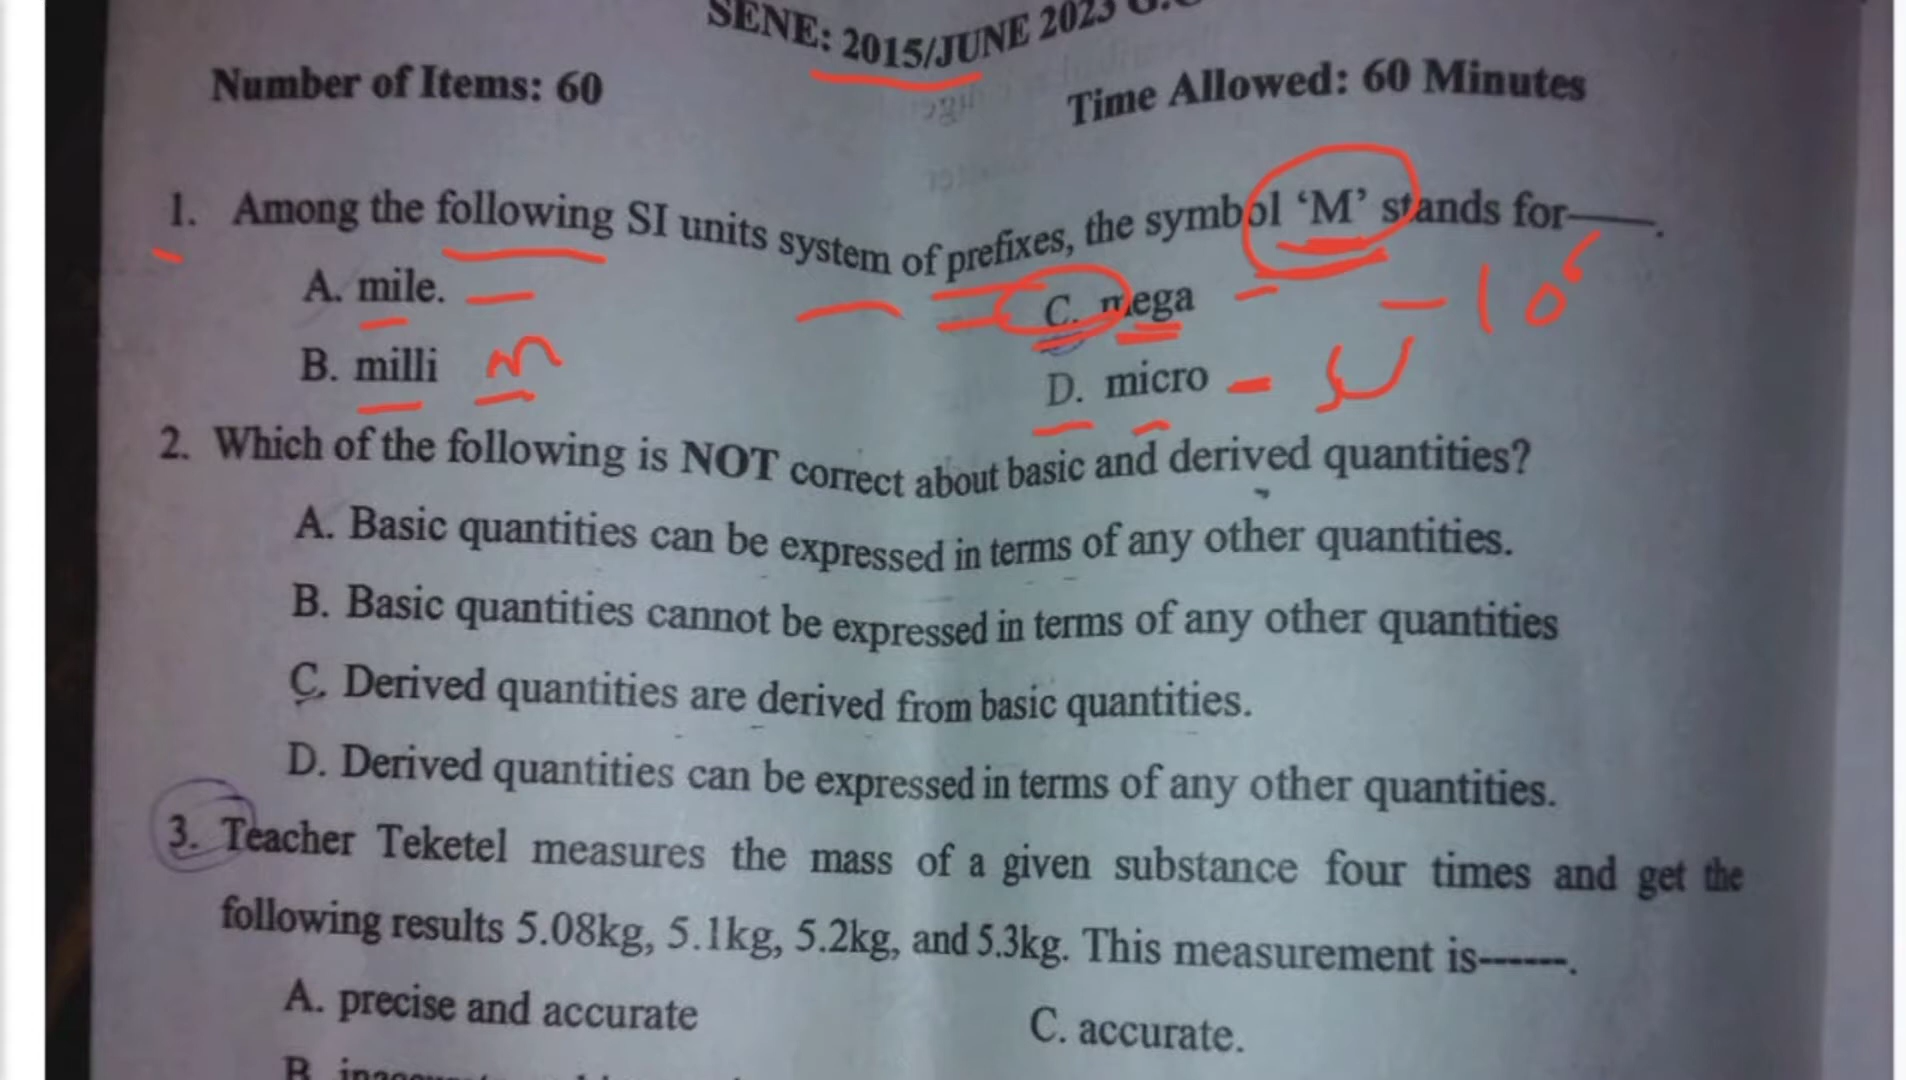 SENE: 2015/JUNE 2023
Number of Items: 60
Time Allowed: 60 Minutes
1. Among the following SI units system of prefixes, the symbol ‘M’ stands for——.
A. mile.
C. mega
– 10⁶
B. milli m
D. micro – µ
2. Which of the following is NOT correct about basic and derived quantities?
A. Basic quantities can be expressed in terms of any other quantities.
B. Basic quantities cannot be expressed in terms of any other quantities
C. Derived quantities are derived from basic quantities.
D. Derived quantities can be expressed in terms of any other quantities.
3. Teacher Teketel measures the mass of a given substance four times and get the
following results 5.08kg, 5.1kg, 5.2kg, and 5.3kg. This measurement is------.
A. precise and accurate
C. accurate.
B.